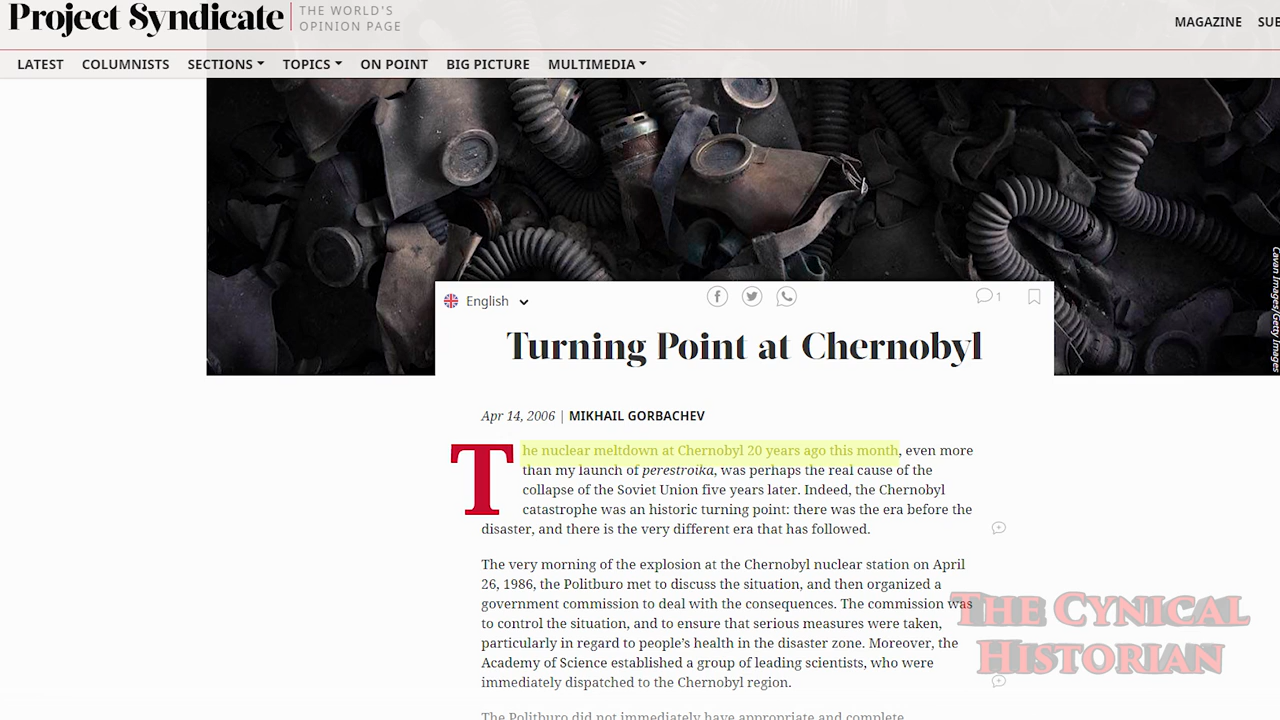 Project Syndicate
THE WORLD'S
OPINION PAGE
MAGAZINE
LATEST COLUMNISTS SECTIONS TOPICS ON POINT BIG PICTURE MULTIMEDIA
Cavan Images/Getty Images
English
1
Turning Point at Chernobyl
Apr 14, 2006 | MIKHAIL GORBACHEV
The nuclear meltdown at Chernobyl 20 years ago this month, even more
than my launch of perestroika, was perhaps the real cause of the
collapse of the Soviet Union five years later. Indeed, the Chernobyl
catastrophe was an historic turning point: there was the era before the
disaster, and there is the very different era that has followed.
The very morning of the explosion at the Chernobyl nuclear station on April
26, 1986, the Politburo met to discuss the situation, and then organized a
government commission to deal with the consequences. The commission was
to control the situation, and to ensure that serious measures were taken,
particularly in regard to people's health in the disaster zone. Moreover, the
Academy of Science established a group of leading scientists, who were
immediately dispatched to the Chernobyl region.
The Politburo did not immediately have appropriate and complete
THE CYNICAL
HISTORIAN